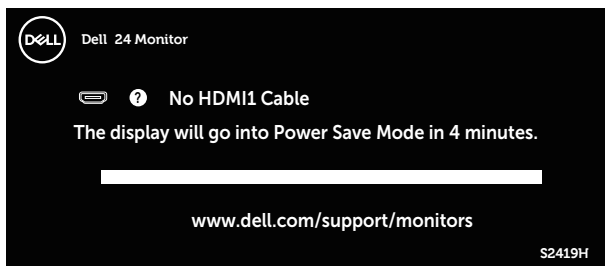 DELL Dell 24 Monitor
? No HDMI1 Cable
The display will go into Power Save Mode in 4 minutes.
www.dell.com/support/monitors
S2419H